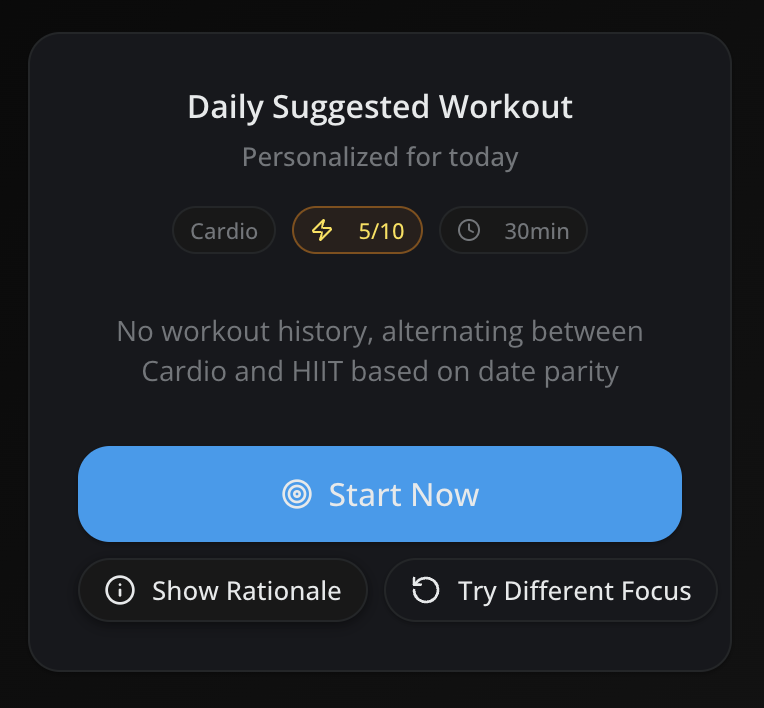 Daily Suggested Workout
Personalized for today
Cardio 5/10 30min
No workout history, alternating between
Cardio and HIIT based on date parity
Start Now
Show Rationale Try Different Focus